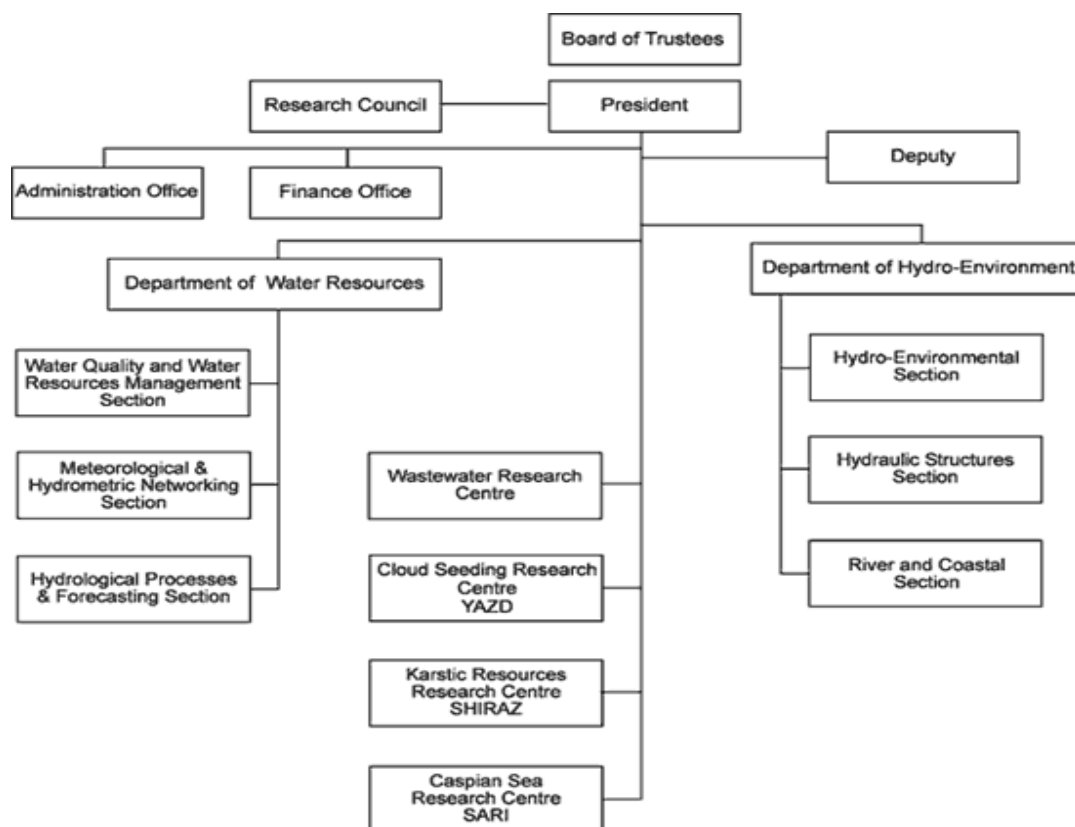 Board of Trustees
Research Council
President
Deputy
Administration Office
Finance Office
Department of Water Resources
Department of Hydro-Environment
Water Quality and Water
Resources Management
Section
Meteorological &
Hydrometric Networking
Section
Hydrological Processes
& Forecasting Section
Wastewater Research
Centre
Cloud Seeding Research
Centre
YAZD
Karstic Resources
Research Centre
SHIRAZ
Caspian Sea
Research Centre
SARI
Hydro-Environmental
Section
Hydraulic Structures
Section
River and Coastal
Section